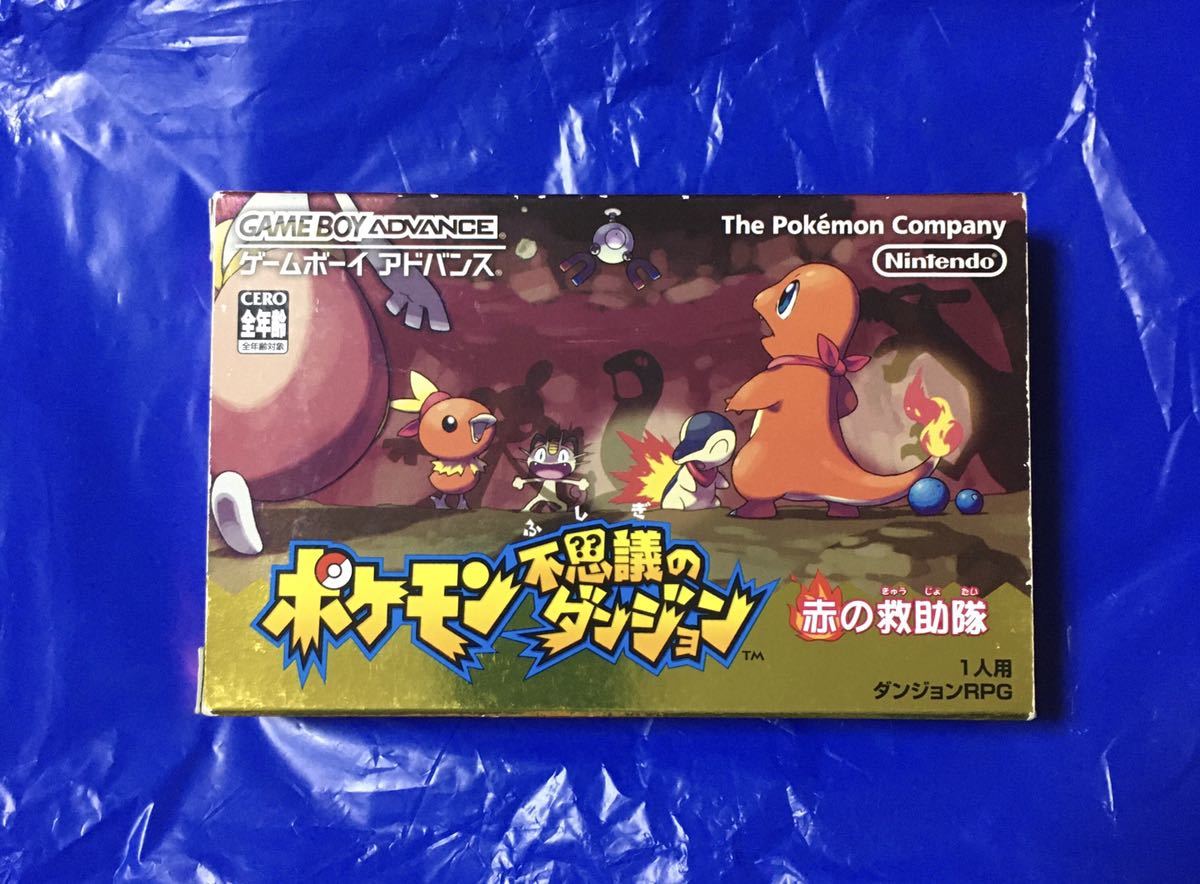 GAME BOY ADVANCE
ゲームボーイ アドバンス
CERO
全年齢
全年齢対象
The Pokémon Company
Nintendo
ふしぎ
ポケモン不思議の
ダンジョン™
きゅうじょたい
赤の救助隊
1人用
ダンジョンRPG